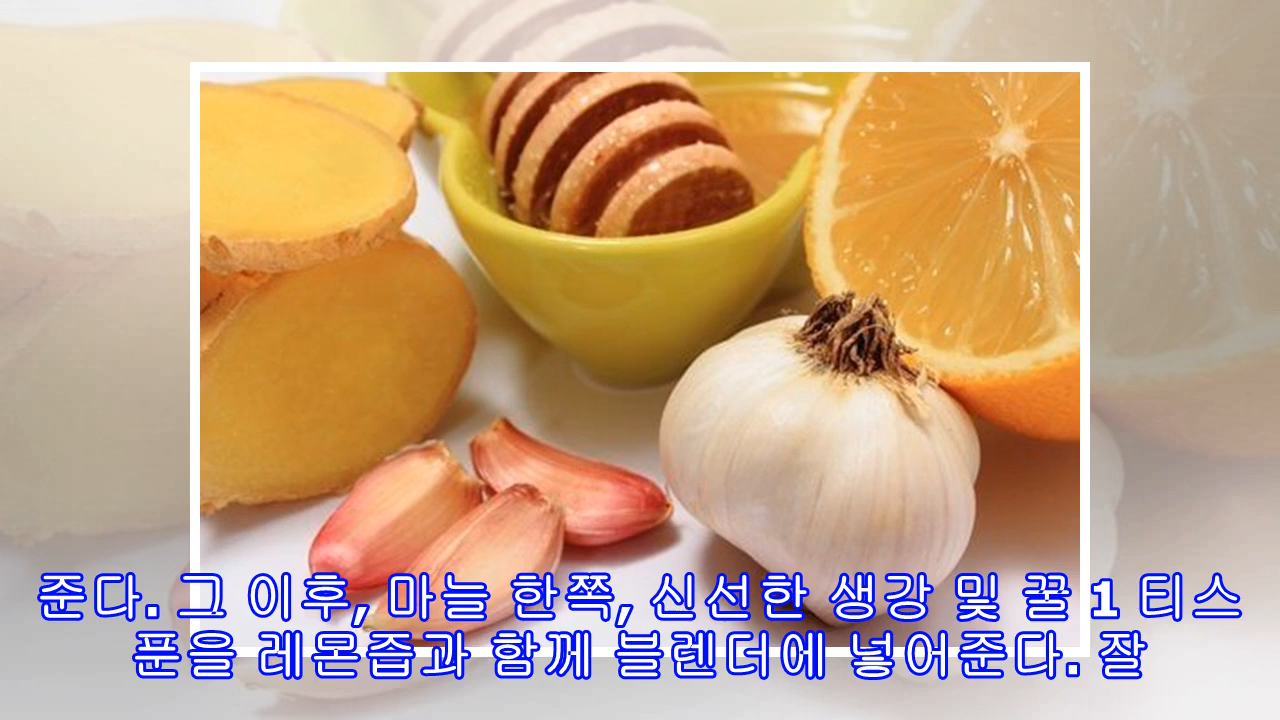 준다. 그 이후, 마늘 한쪽, 신선한 생강 및 꿀 1 티스
푼을 레몬즙과 함께 블렌더에 넣어준다. 잘